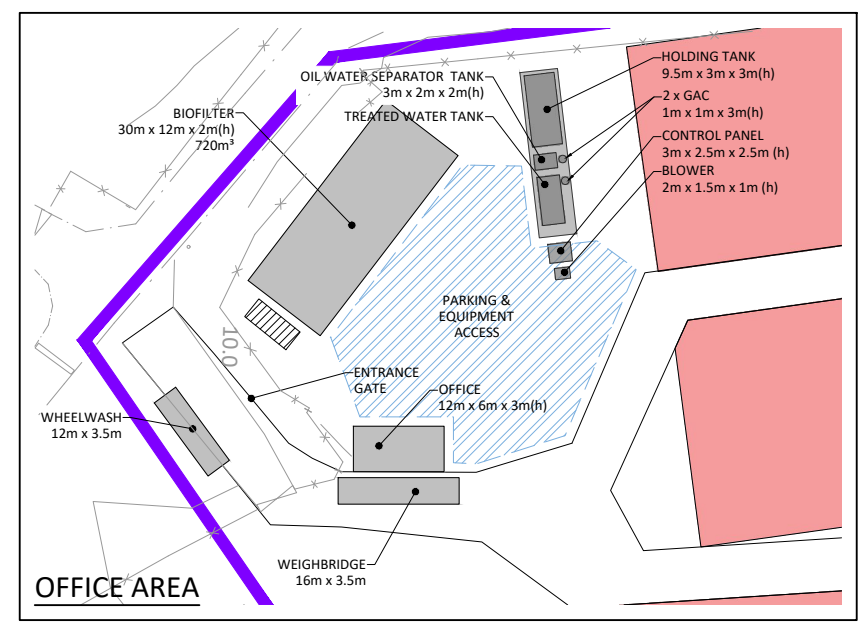 HOLDING TANK
9.5m x 3m x 3m(h)
OIL WATER SEPARATOR TANK
3m x 2m x 2m(h)
2 x GAC
1m x 1m x 3m(h)
BIOFILTER
30m x 12m x 2m(h)
720m³
TREATED WATER TANK
CONTROL PANEL
3m x 2.5m x 2.5m (h)
BLOWER
2m x 1.5m x 1m (h)
PARKING &
EQUIPMENT
ACCESS
10.0
ENTRANCE
GATE
OFFICE
12m x 6m x 3m(h)
WHEELWASH
12m x 3.5m
WEIGHBRIDGE
16m x 3.5m
OFFICE AREA